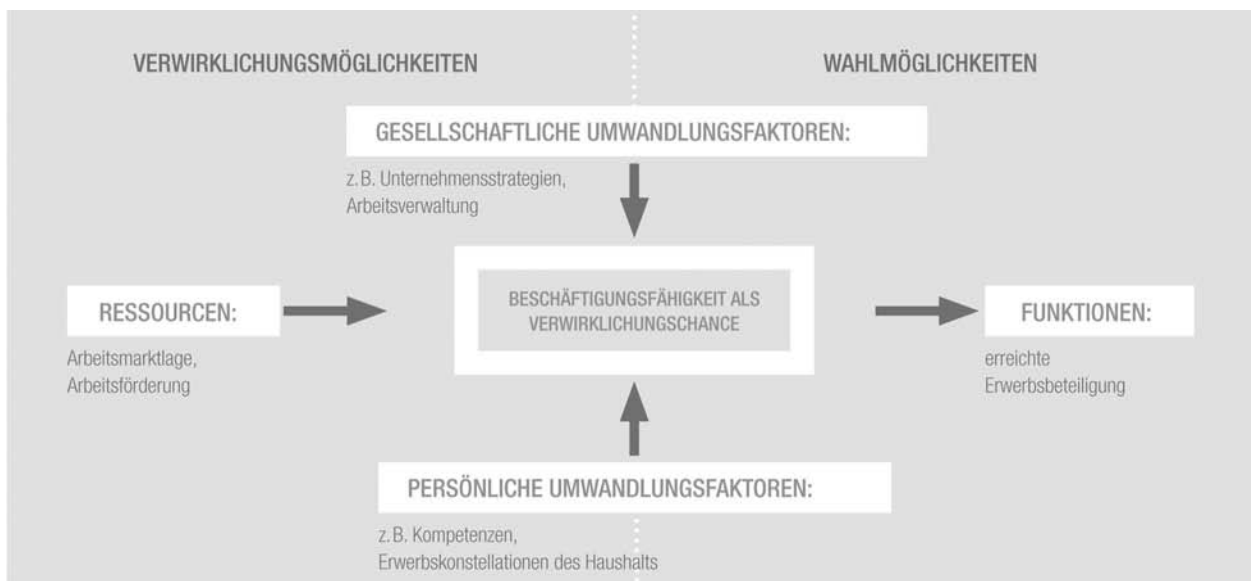 VERWIRKLICHUNGSMÖGLICHKEITEN
WAHLMÖGLICHKEITEN
GESELLSCHAFTLICHE UMWANDLUNGSFAKTOREN:
z.B. Unternehmensstrategien,
Arbeitsverwaltung
RESSOURCEN:
Arbeitsmarktlage,
Arbeitsförderung
BESCHÄFTIGUNGSFÄHIGKEIT ALS
VERWIRKLICHUNGSCHANCE
FUNKTIONEN:
erreichte
Erwerbsbeteiligung
PERSÖNLICHE UMWANDLUNGSFAKTOREN:
z.B. Kompetenzen,
Erwerbskonstellationen des Haushalts